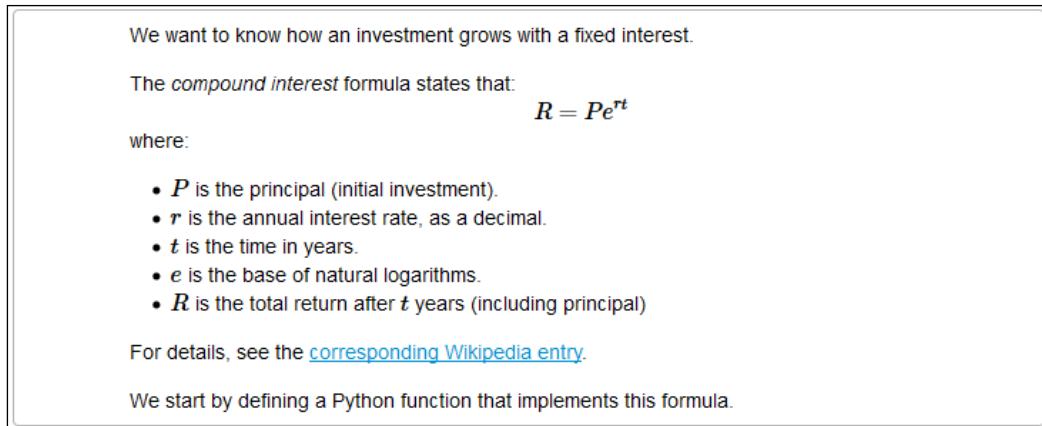 We want to know how an investment grows with a fixed interest.
The compound interest formula states that:
R = Pe^{rt}
where:
• P is the principal (initial investment).
• r is the annual interest rate, as a decimal.
• t is the time in years.
• e is the base of natural logarithms.
• R is the total return after t years (including principal)
For details, see the corresponding Wikipedia entry.
We start by defining a Python function that implements this formula.